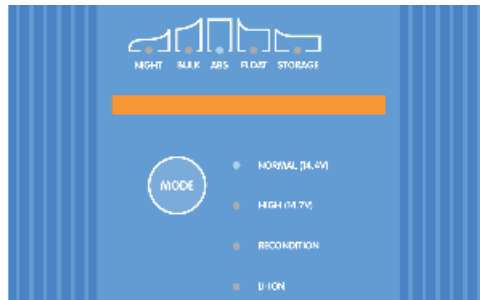 NIGHT BULK ABS FLOAT STORAGE
MODE
NORMAL (14.4V)
HIGH (14.7V)
RECONDITION
LI-ION